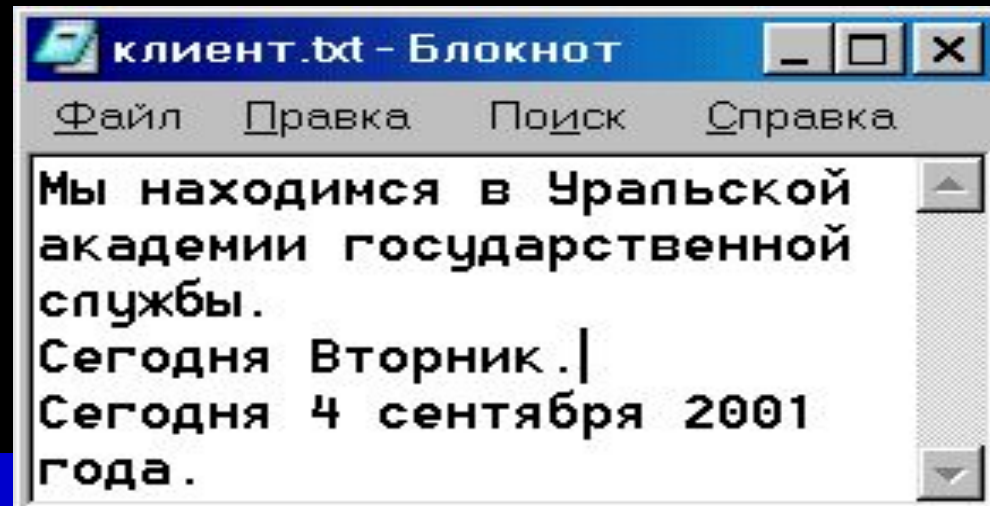 клиент.txt - Блокнот
Файл Правка Поиск Справка
Мы находимся в Уральской
академии государственной
службы.
Сегодня Вторник.
Сегодня 4 сентября 2001
года.